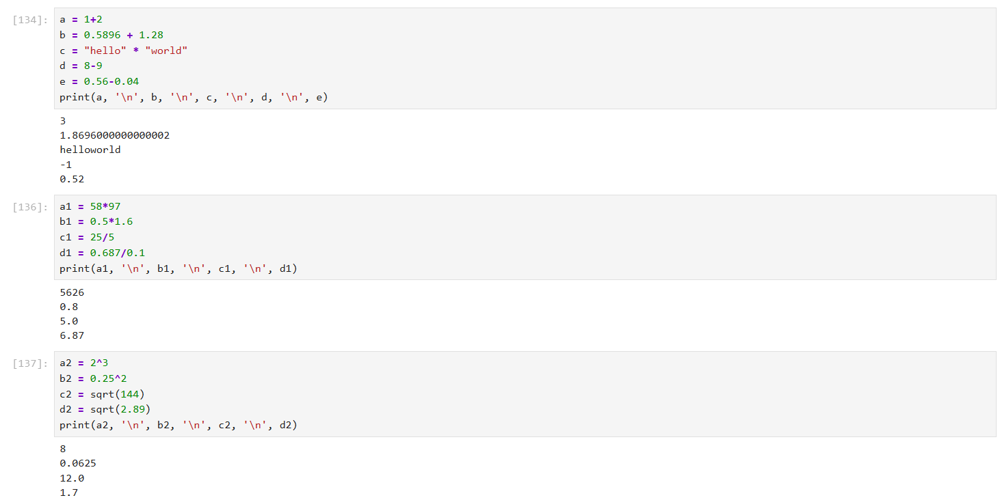 [134]: a = 1+2
b = 0.5896 + 1.28
c = "hello" * "world"
d = 8-9
e = 0.56-0.04
print(a, '\n', b, '\n', c, '\n', d, '\n', e)
3
1.8696000000000002
helloworld
-1
0.52
[136]: a1 = 58*97
b1 = 0.5*1.6
c1 = 25/5
d1 = 0.687/0.1
print(a1, '\n', b1, '\n', c1, '\n', d1)
5626
0.8
5.0
6.87
[137]: a2 = 2^3
b2 = 0.25^2
c2 = sqrt(144)
d2 = sqrt(2.89)
print(a2, '\n', b2, '\n', c2, '\n', d2)
8
0.0625
12.0
1.7